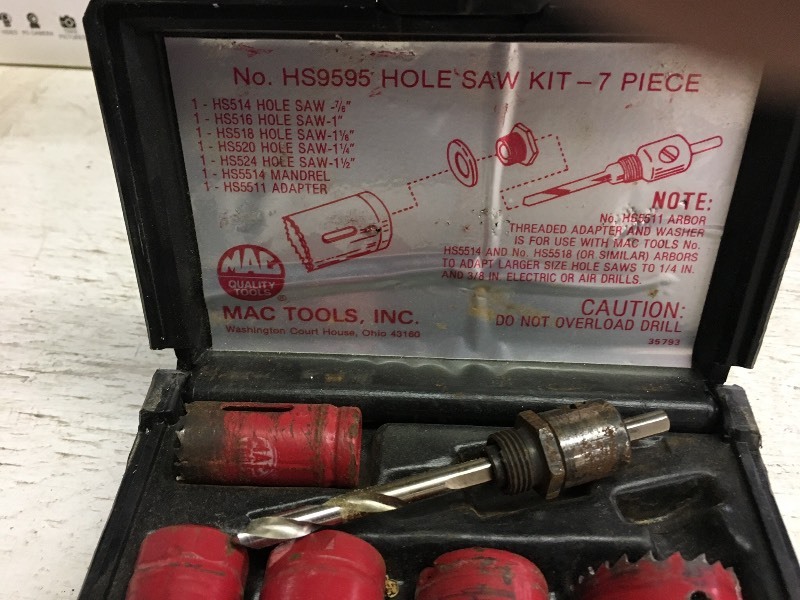 VIDEO PC CAMERA PICTURES
No. HS9595 HOLE SAW KIT – 7 PIECE
1 - HS514 HOLE SAW -7/8"
1 - HS516 HOLE SAW-1"
1 - HS518 HOLE SAW-1 1/8"
1 - HS520 HOLE SAW-1 1/4"
1 - HS524 HOLE SAW-1 1/2"
1 - HS5514 MANDREL
1 - HS5511 ADAPTER
NOTE:
No. HS5511 ARBOR
THREADED ADAPTER AND WASHER
IS FOR USE WITH MAC TOOLS No.
HS5514 AND No. HS5518 (OR SIMILAR) ARBORS
TO ADAPT LARGER SIZE HOLE SAWS TO 1/4 IN.
AND 3/8 IN. ELECTRIC OR AIR DRILLS.
MAC
QUALITY
TOOLS
®
MAC TOOLS, INC.
Washington Court House, Ohio 43160
CAUTION:
DO NOT OVERLOAD DRILL
35793
MAC